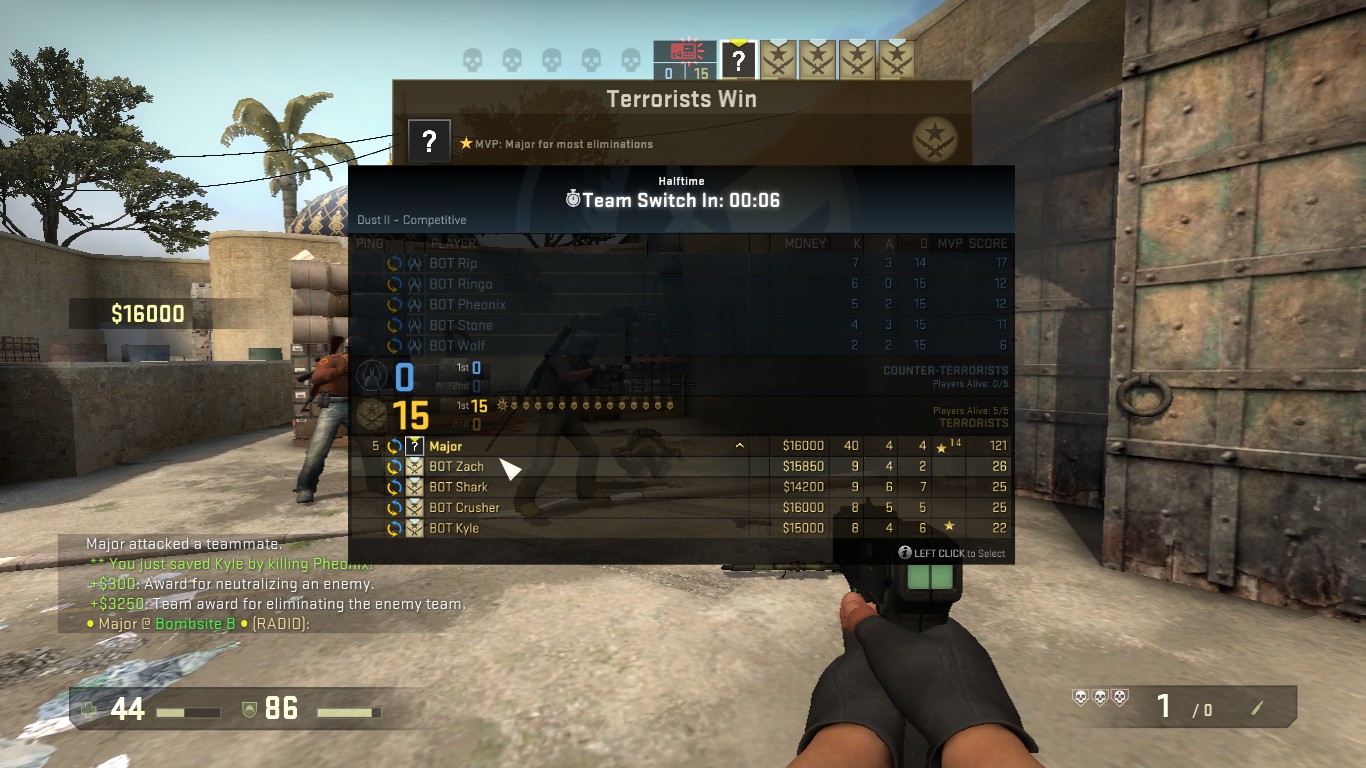 0 15 ?
Terrorists Win
? MVP: Major for most eliminations
Halftime
Team Switch In: 00:06
Dust II - Competitive
PING PLAYER MONEY K A D MVP SCORE
BOT Rip 7 3 14 17
BOT Ringo 6 0 15 12
BOT Pheonix 5 2 15 12
BOT Stone 4 3 15 11
BOT Wolf 2 2 15 6
$16000
0 1st 0 COUNTER-TERRORISTS
2nd 0 Players Alive: 0/5
15 1st 15 Players Alive: 5/5
2nd 0 TERRORISTS
5 ? Major $16000 40 4 4 14 121
BOT Zach $15850 9 4 2 26
BOT Shark $14200 9 6 7 25
BOT Crusher $16000 8 5 5 25
BOT Kyle $15000 8 4 6 22
LEFT CLICK to Select
Major attacked a teammate.
** You just saved Kyle by killing Pheonix!
+$300: Award for neutralizing an enemy.
+$3250: Team award for eliminating the enemy team.
• Major @ Bombsite B • (RADIO):
44 86 1 / 0